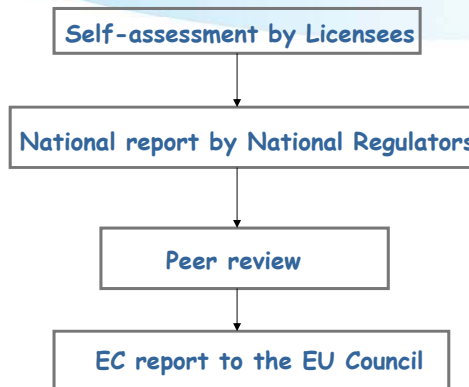 Self-assessment by Licensees
National report by National Regulators
Peer review
EC report to the EU Council